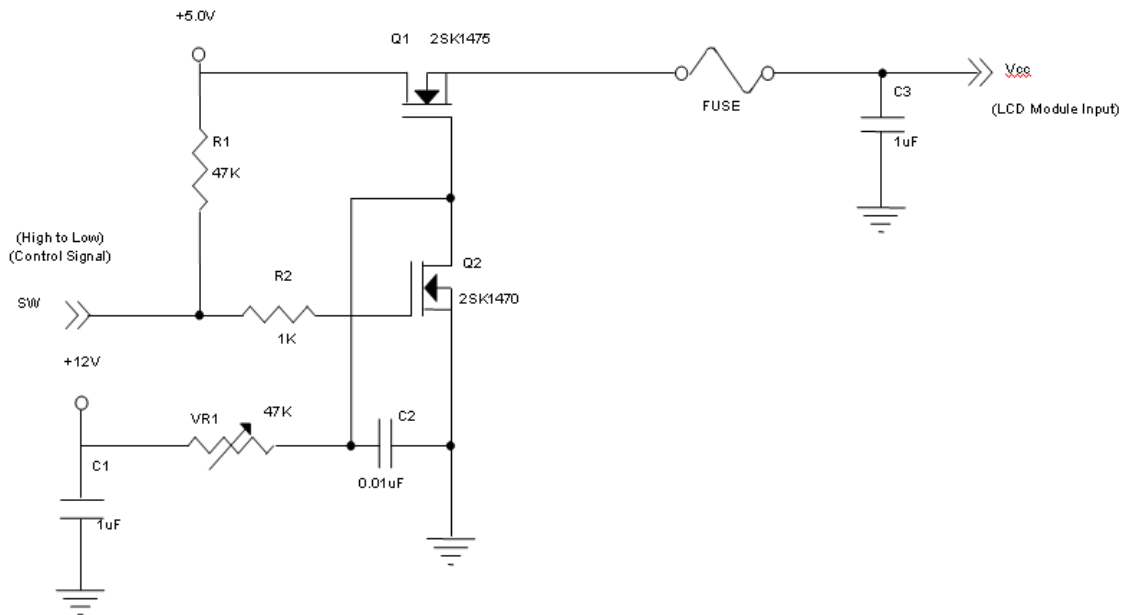 +5.0V
Q1 2SK1475
Vcc
C3
FUSE
(LCD Module Input)
R1
47K
1uF
(High to Low)
(Control Signal)
R2
Q2
SW
2SK1470
1K
+12V
VR1
47K
C2
C1
0.01uF
1uF